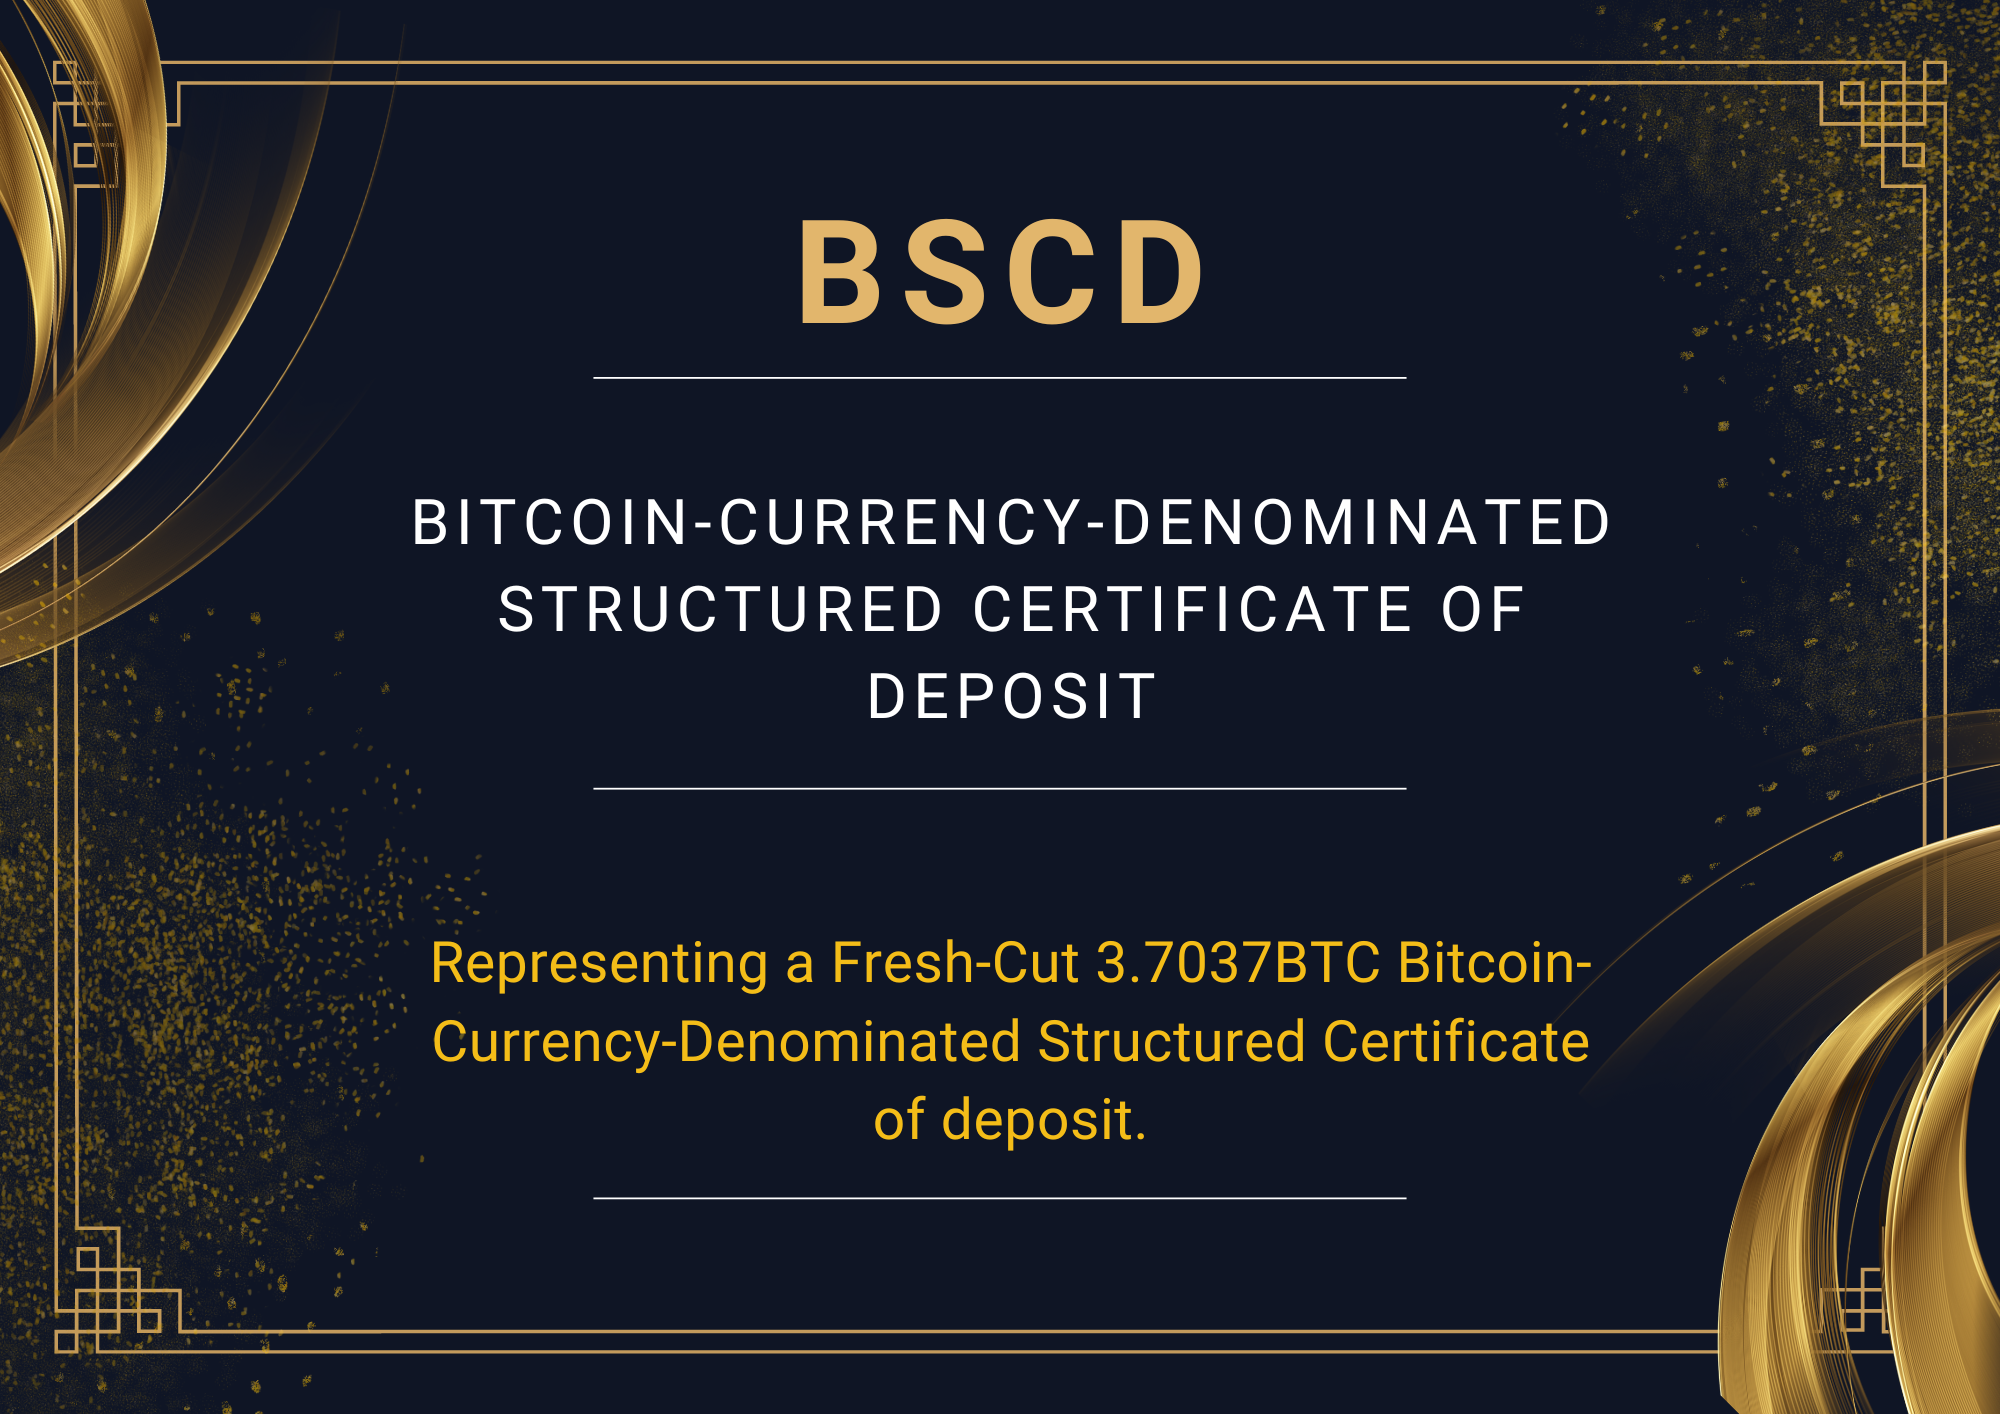 BSCD
BITCOIN-CURRENCY-DENOMINATED
STRUCTURED CERTIFICATE OF
DEPOSIT
Representing a Fresh-Cut 3.7037BTC Bitcoin-
Currency-Denominated Structured Certificate
of deposit.